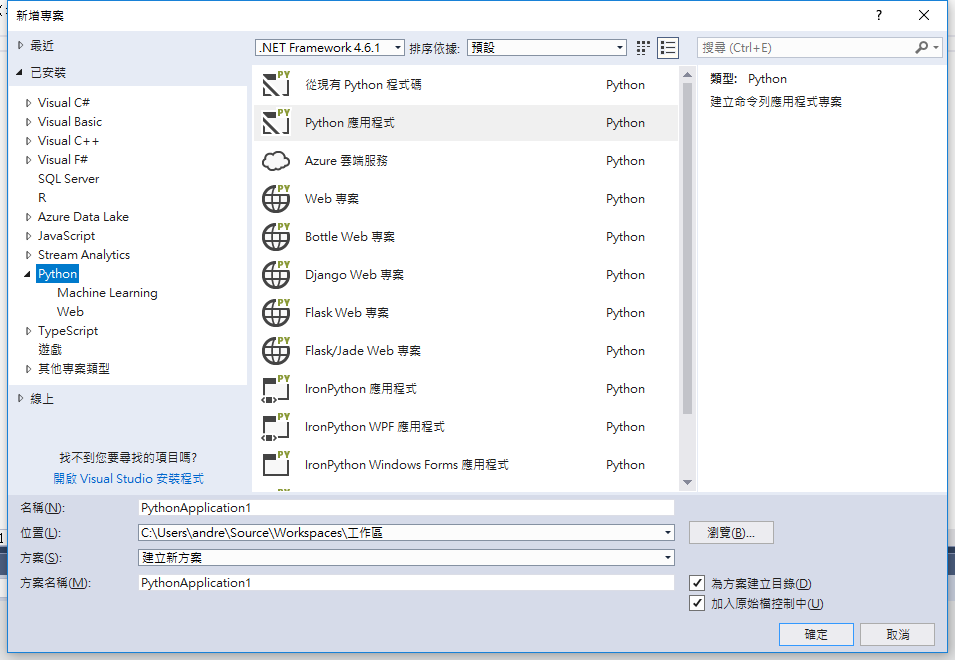 新增專案
?
最近
已安裝
Visual C#
Visual Basic
Visual C++
Visual F#
SQL Server
R
Azure Data Lake
JavaScript
Stream Analytics
Python
Machine Learning
Web
TypeScript
遊戲
其他專案類型
線上
找不到您要尋找的項目嗎?
開啟 Visual Studio 安裝程式
.NET Framework 4.6.1 排序依據: 預設
PY 從現有 Python 程式碼 Python
PY Python 應用程式 Python
Azure 雲端服務 Python
PY Web 專案 Python
PY Bottle Web 專案 Python
PY Django Web 專案 Python
PY Flask Web 專案 Python
PY Flask/Jade Web 專案 Python
PY IronPython 應用程式 Python
PY IronPython WPF 應用程式 Python
PY IronPython Windows Forms 應用程式 Python
搜尋 (Ctrl+E)
類型: Python
建立命令列應用程式專案
名稱(N): PythonApplication1
位置(L): C:\Users\andre\Source\Workspaces\工作區 瀏覽(B)...
方案(S): 建立新方案
方案名稱(M): PythonApplication1 為方案建立目錄(D)
加入原始檔控制中(U)
確定 取消